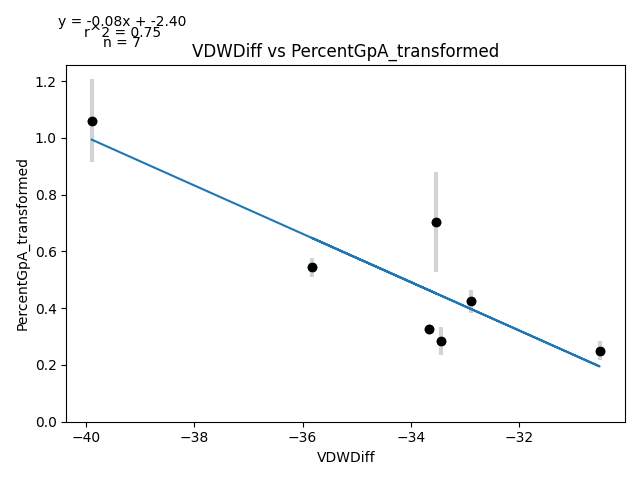 y = -0.08x + -2.40
r^2 = 0.75
n = 7
VDWDiff vs PercentGpA_transformed
1.2
1.0
0.8
0.6
0.4
0.2
0.0
PercentGpA_transformed
−40
−38
−36
−34
−32
VDWDiff